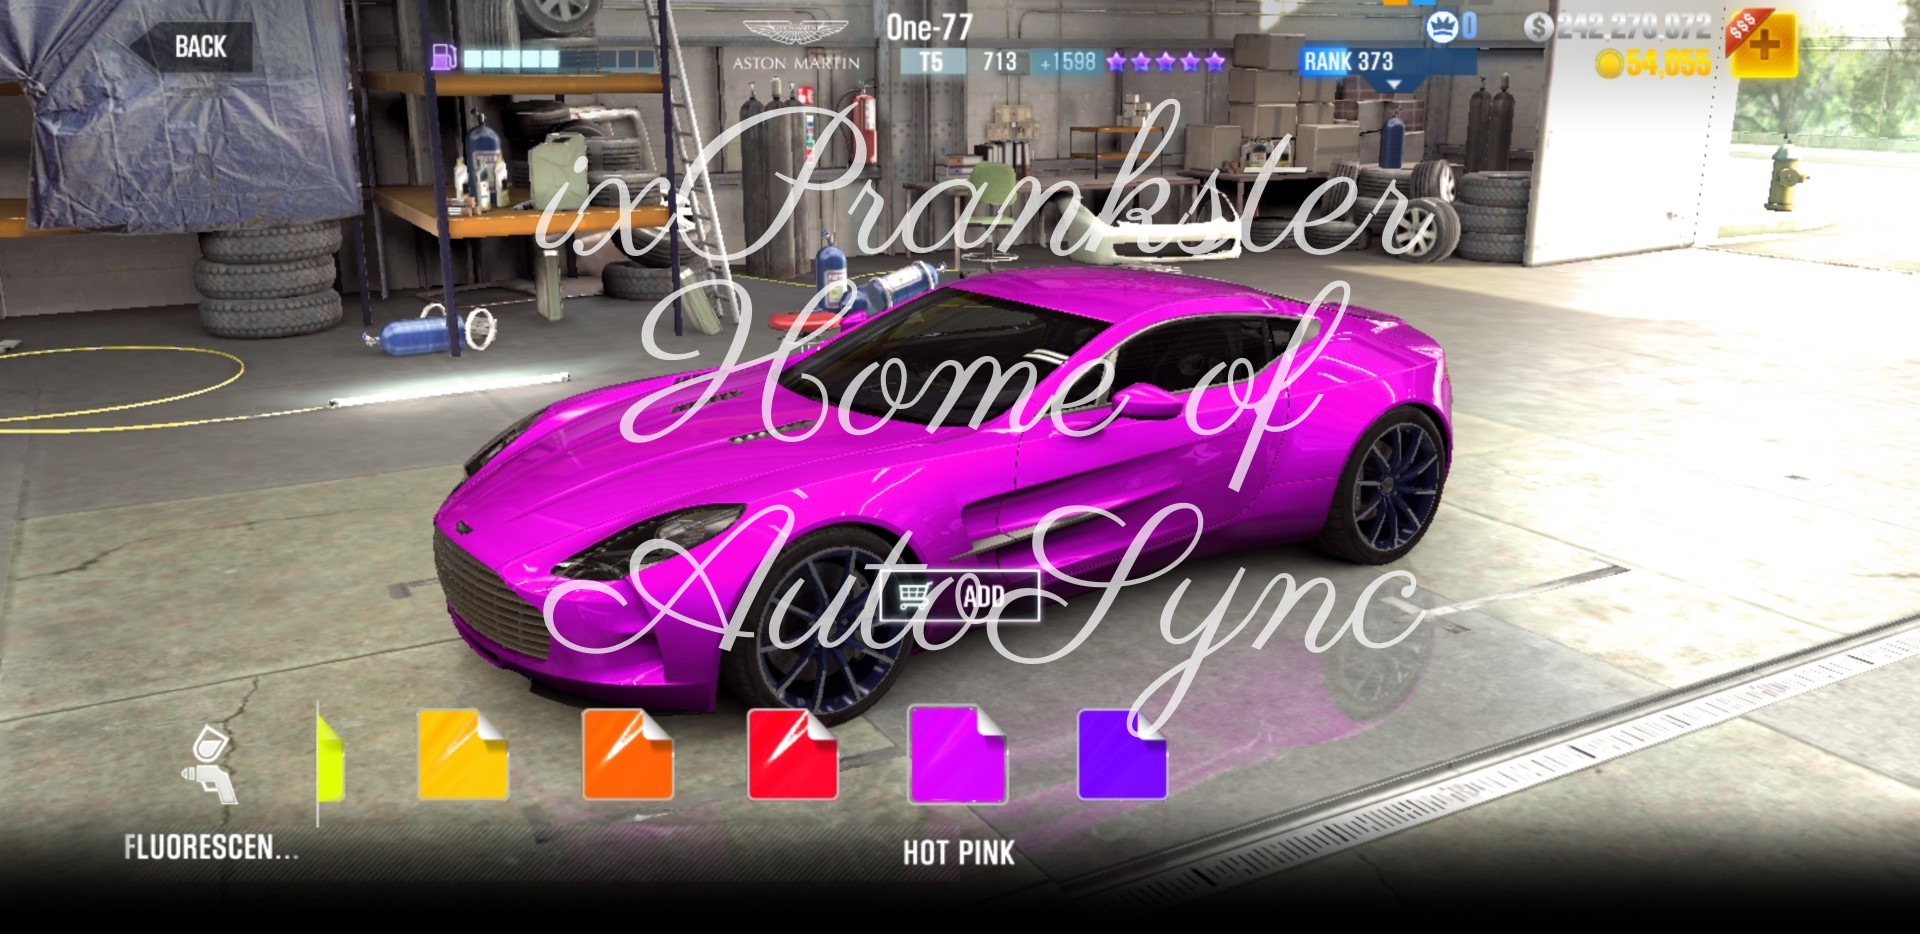 BACK
ASTON MARTIN
One-77
T5 713 +1598
RANK 373
0
242,270,072
54,055
$$$
ixPrankster
Home of
AutoSync
ADD
FLUORESCEN...
HOT PINK